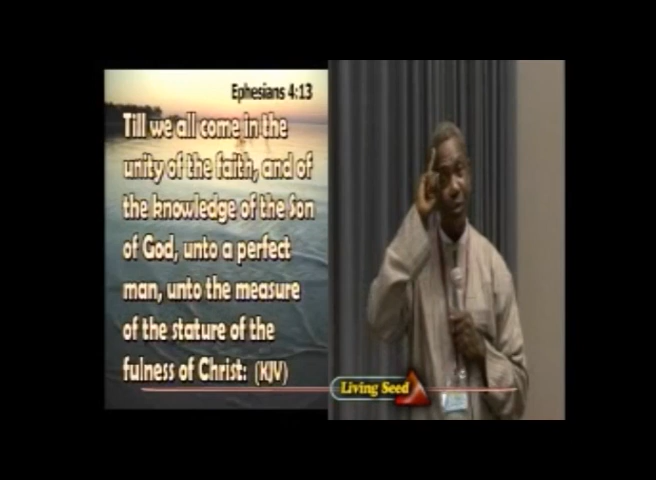 Ephesians 4:13
Till we all come in the
unity of the faith, and of
the knowledge of the Son
of God, unto a perfect
man, unto the measure
of the stature of the
fulness of Christ: (KJV)
Living Seed